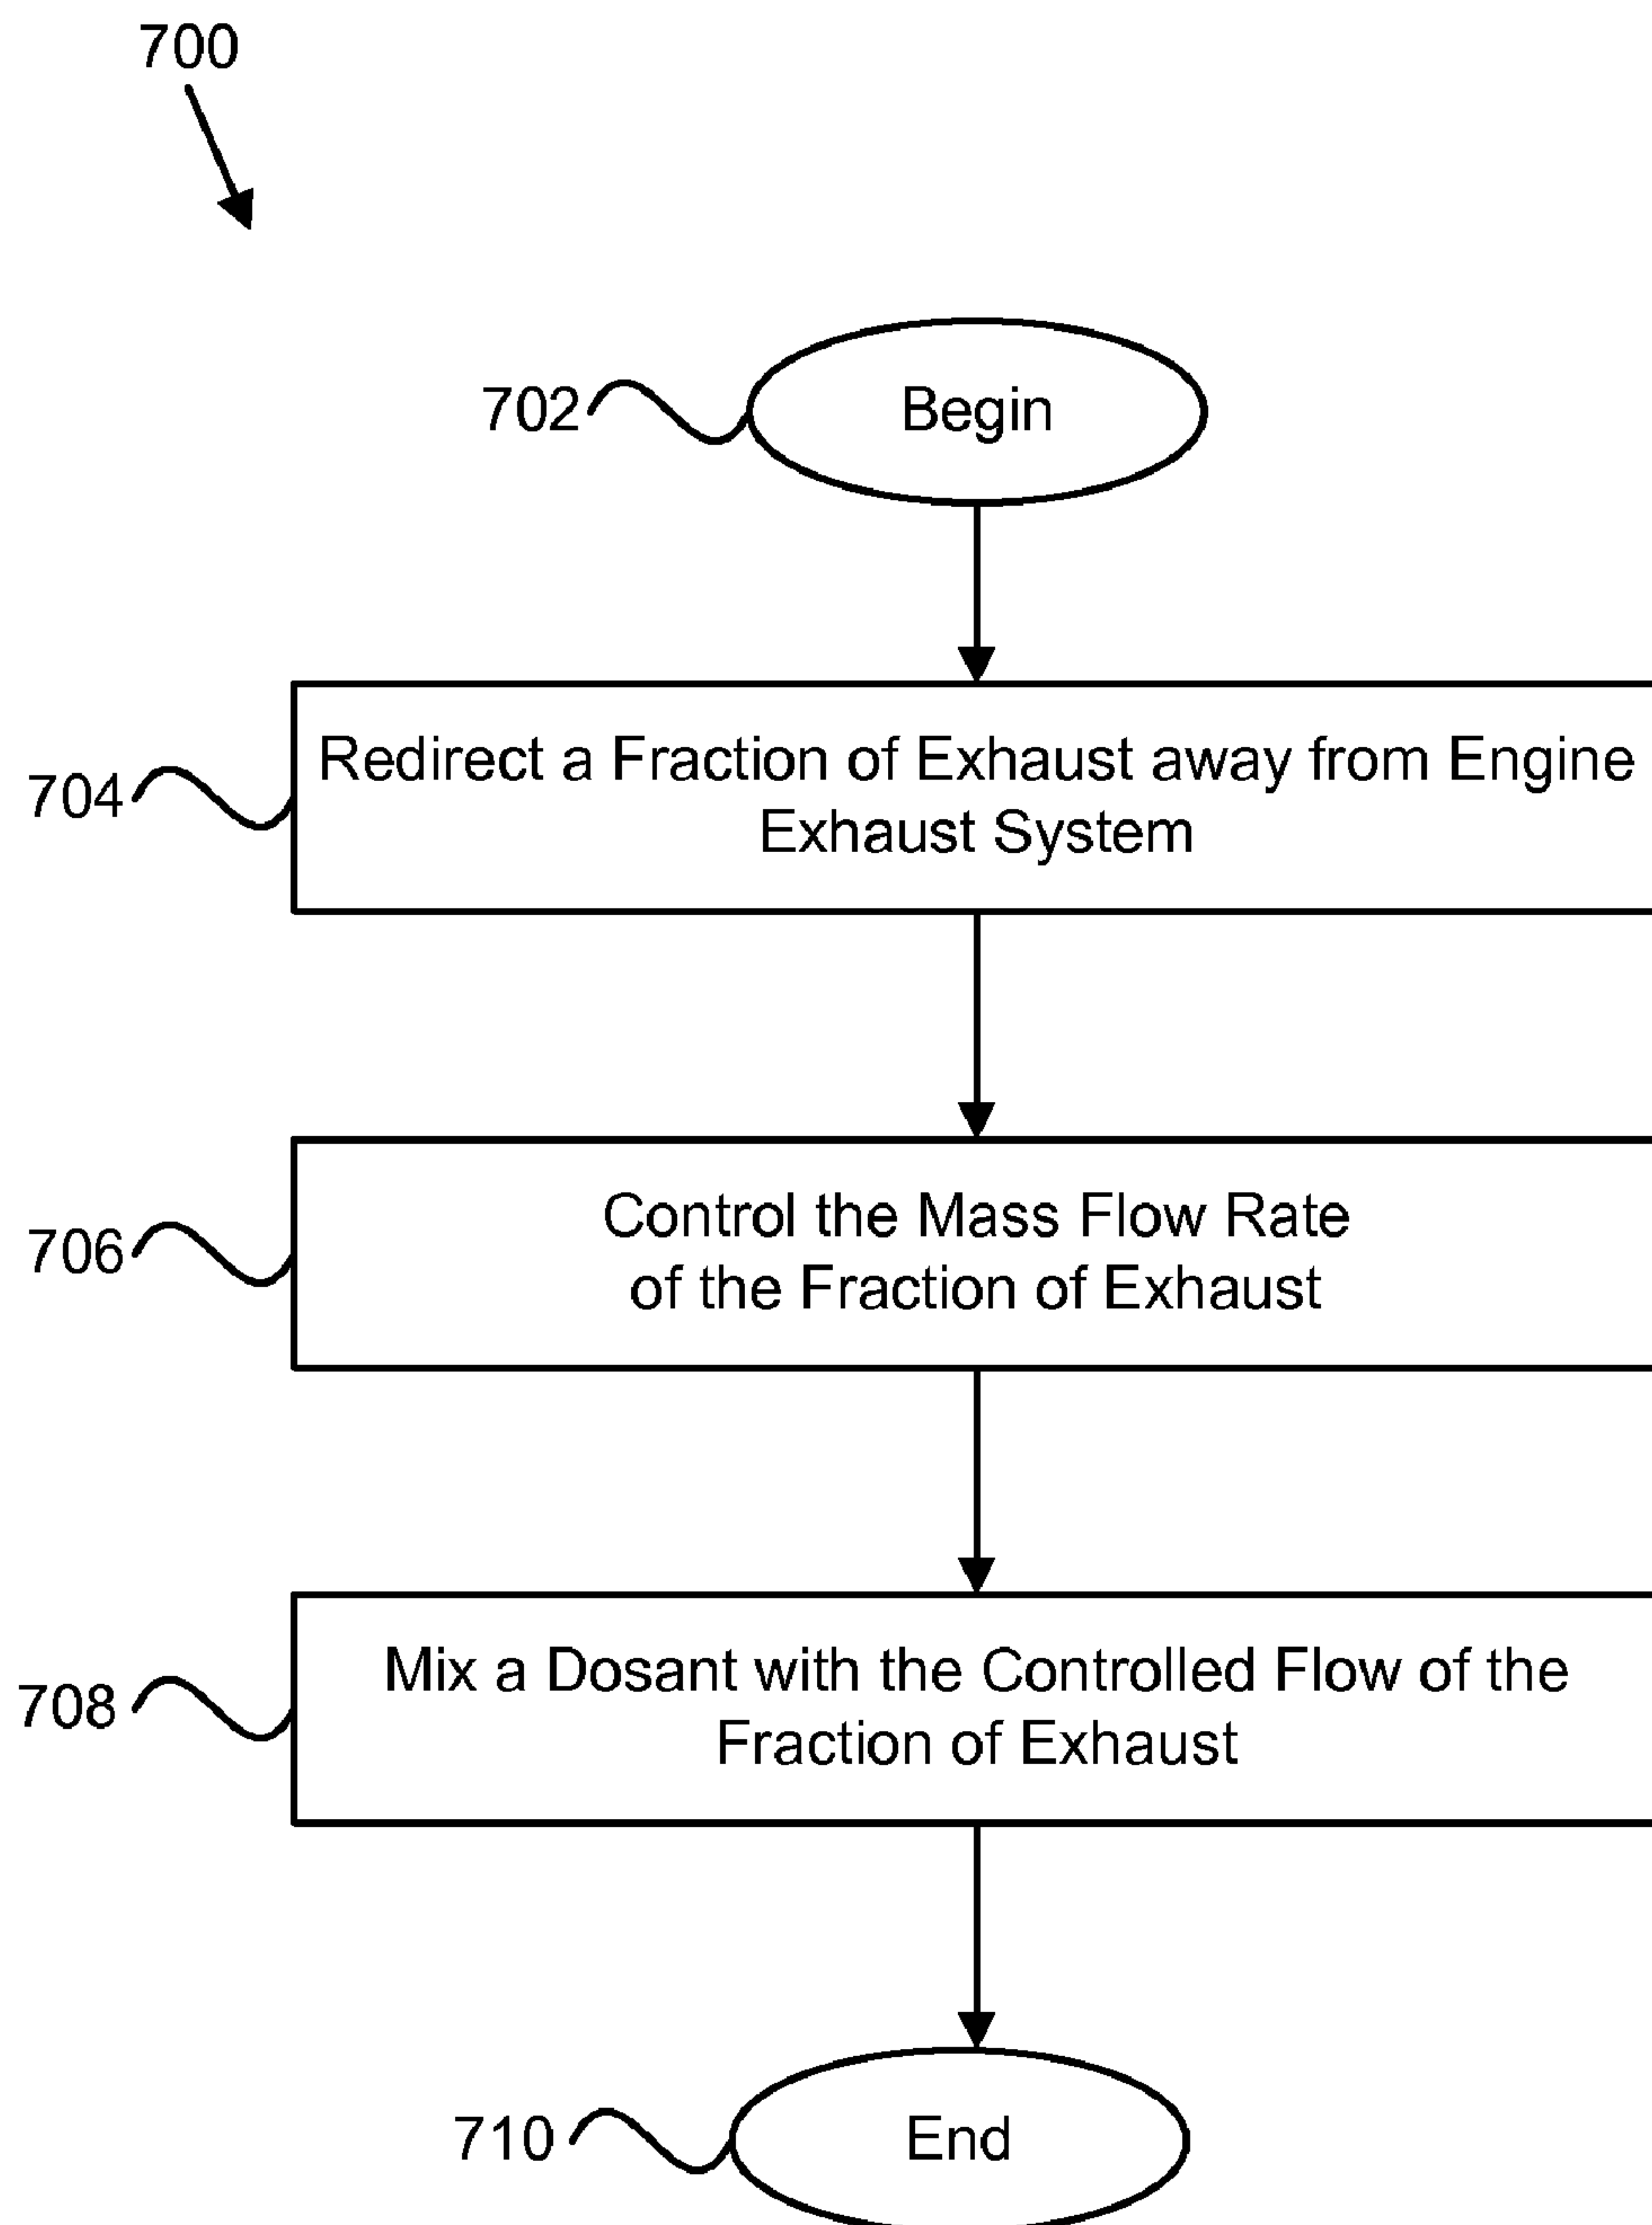 700
702
Begin
704
Redirect a Fraction of Exhaust away from Engine
Exhaust System
706
Control the Mass Flow Rate
of the Fraction of Exhaust
708
Mix a Dosant with the Controlled Flow of the
Fraction of Exhaust
710
End